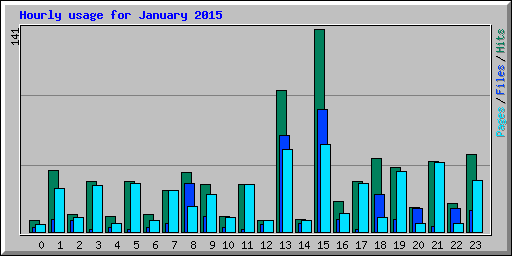 Hourly usage for January 2015
141
Pages / Files / Hits
0 1 2 3 4 5 6 7 8 9 10 11 12 13 14 15 16 17 18 19 20 21 22 23